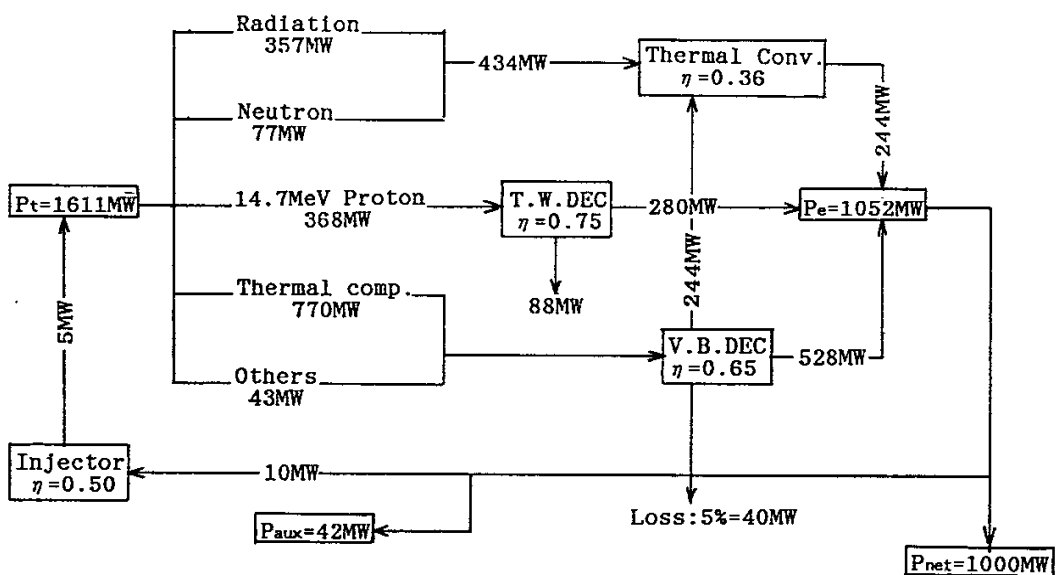 Radiation
357MW
434MW
Thermal Conv.
η=0.36
Neutron
77MW
244MW
Pt=1611MW
14.7MeV Proton
368MW
T.W.DEC
η=0.75
280MW
Pe=1052MW
88MW
244MW
Thermal comp.
770MW
5MW
V.B.DEC
η=0.65
528MW
Others
43MW
Injector
η=0.50
10MW
Loss:5%=40MW
Paux=42MW
Pnet=1000MW